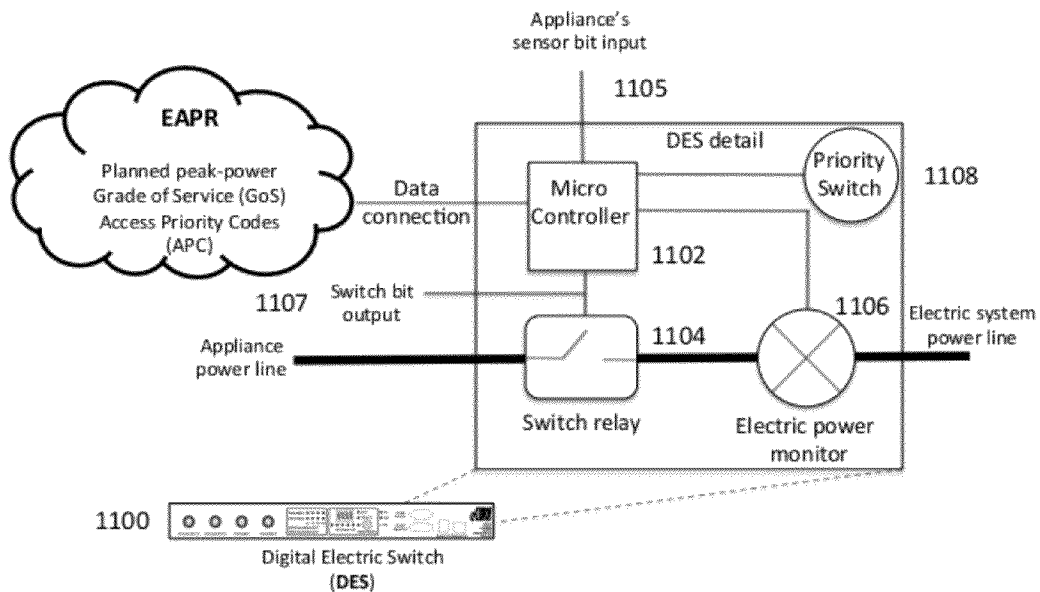 Appliance's
sensor bit input
1105
EAPR
Planned peak-power
Grade of Service (GoS)
Access Priority Codes
(APC)
Data
connection
DES detail
Micro
Controller
Priority
Switch
1108
1102
1107
Switch bit
output
1106
Electric system
power line
1104
Appliance
power line
Switch relay
Electric power
monitor
1100
Digital Electric Switch
(DES)